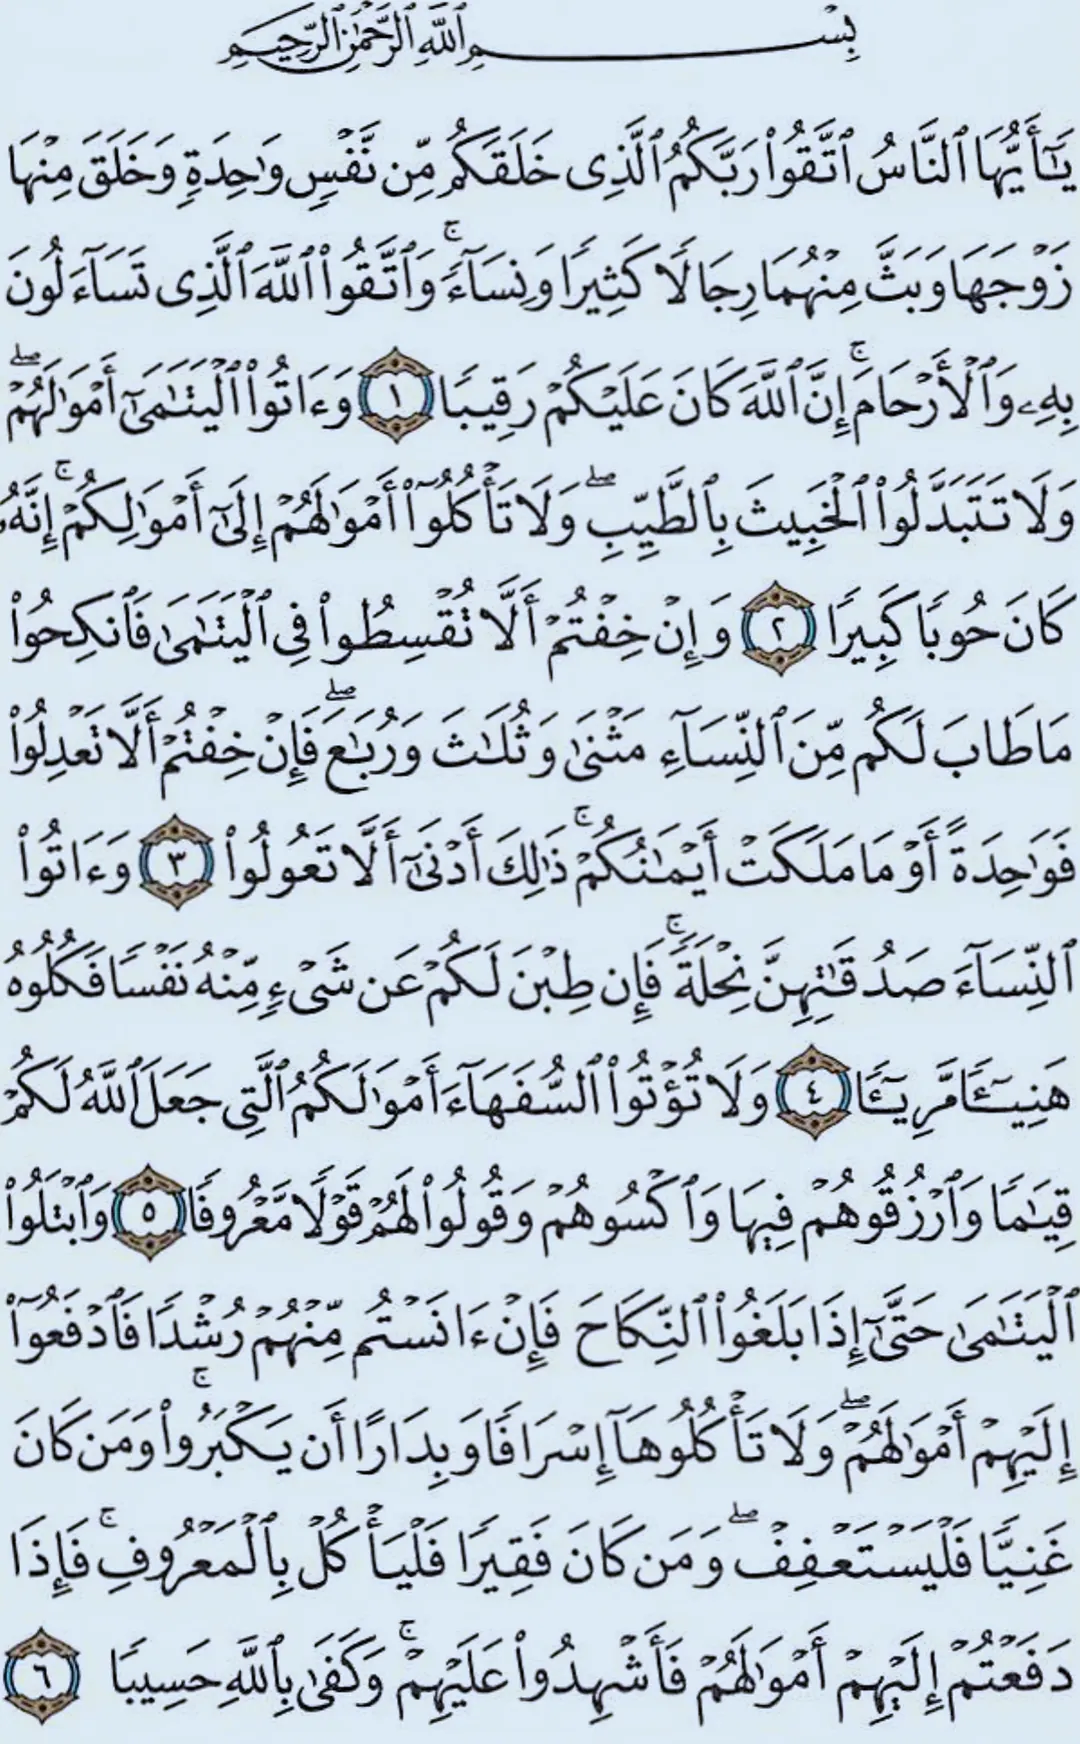 بِسْمِ ٱللَّهِ ٱلرَّحْمَٰنِ ٱلرَّحِيمِ
يَٰٓأَيُّهَا ٱلنَّاسُ ٱتَّقُوا۟ رَبَّكُمُ ٱلَّذِى خَلَقَكُم مِّن نَّفْسٍ وَٰحِدَةٍ وَخَلَقَ مِنْهَا
زَوْجَهَا وَبَثَّ مِنْهُمَا رِجَالًا كَثِيرًا وَنِسَآءً ۚ وَٱتَّقُوا۟ ٱللَّهَ ٱلَّذِى تَسَآءَلُونَ
بِهِۦ وَٱلْأَرْحَامَ ۚ إِنَّ ٱللَّهَ كَانَ عَلَيْكُمْ رَقِيبًا ١ وَءَاتُوا۟ ٱلْيَتَٰمَىٰٓ أَمْوَٰلَهُمْ ۖ
وَلَا تَتَبَدَّلُوا۟ ٱلْخَبِيثَ بِٱلطَّيِّبِ ۖ وَلَا تَأْكُلُوٓا۟ أَمْوَٰلَهُمْ إِلَىٰٓ أَمْوَٰلِكُمْ ۚ إِنَّهُۥ
كَانَ حُوبًا كَبِيرًا ٢ وَإِنْ خِفْتُمْ أَلَّا تُقْسِطُوا۟ فِى ٱلْيَتَٰمَىٰ فَٱنكِحُوا۟
مَا طَابَ لَكُم مِّنَ ٱلنِّسَآءِ مَثْنَىٰ وَثُلَٰثَ وَرُبَٰعَ ۖ فَإِنْ خِفْتُمْ أَلَّا تَعْدِلُوا۟
فَوَٰحِدَةً أَوْ مَا مَلَكَتْ أَيْمَٰنُكُمْ ۚ ذَٰلِكَ أَدْنَىٰٓ أَلَّا تَعُولُوا۟ ٣ وَءَاتُوا۟
ٱلنِّسَآءَ صَدُقَٰتِهِنَّ نِحْلَةً ۚ فَإِن طِبْنَ لَكُمْ عَن شَىْءٍ مِّنْهُ نَفْسًا فَكُلُوهُ
هَنِيٓـًٔا مَّرِيٓـًٔا ٤ وَلَا تُؤْتُوا۟ ٱلسُّفَهَآءَ أَمْوَٰلَكُمُ ٱلَّتِى جَعَلَ ٱللَّهُ لَكُمْ
قِيَٰمًا وَٱرْزُقُوهُمْ فِيهَا وَٱكْسُوهُمْ وَقُولُوا۟ لَهُمْ قَوْلًا مَّعْرُوفًا ٥ وَٱبْتَلُوا۟
ٱلْيَتَٰمَىٰ حَتَّىٰٓ إِذَا بَلَغُوا۟ ٱلنِّكَاحَ فَإِنْ ءَانَسْتُم مِّنْهُمْ رُشْدًا فَٱدْفَعُوٓا۟
إِلَيْهِمْ أَمْوَٰلَهُمْ ۖ وَلَا تَأْكُلُوهَآ إِسْرَافًا وَبِدَارًا أَن يَكْبَرُوا۟ ۚ وَمَن كَانَ
غَنِيًّا فَلْيَسْتَعْفِفْ ۖ وَمَن كَانَ فَقِيرًا فَلْيَأْكُلْ بِٱلْمَعْرُوفِ ۚ فَإِذَا
دَفَعْتُمْ إِلَيْهِمْ أَمْوَٰلَهُمْ فَأَشْهِدُوا۟ عَلَيْهِمْ ۚ وَكَفَىٰ بِٱللَّهِ حَسِيبًا ٦